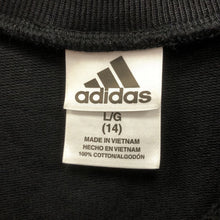 adidas
L/G
(14)
MADE IN VIETNAM
HECHO EN VIETNAM
100% COTTON/ALGODÓN